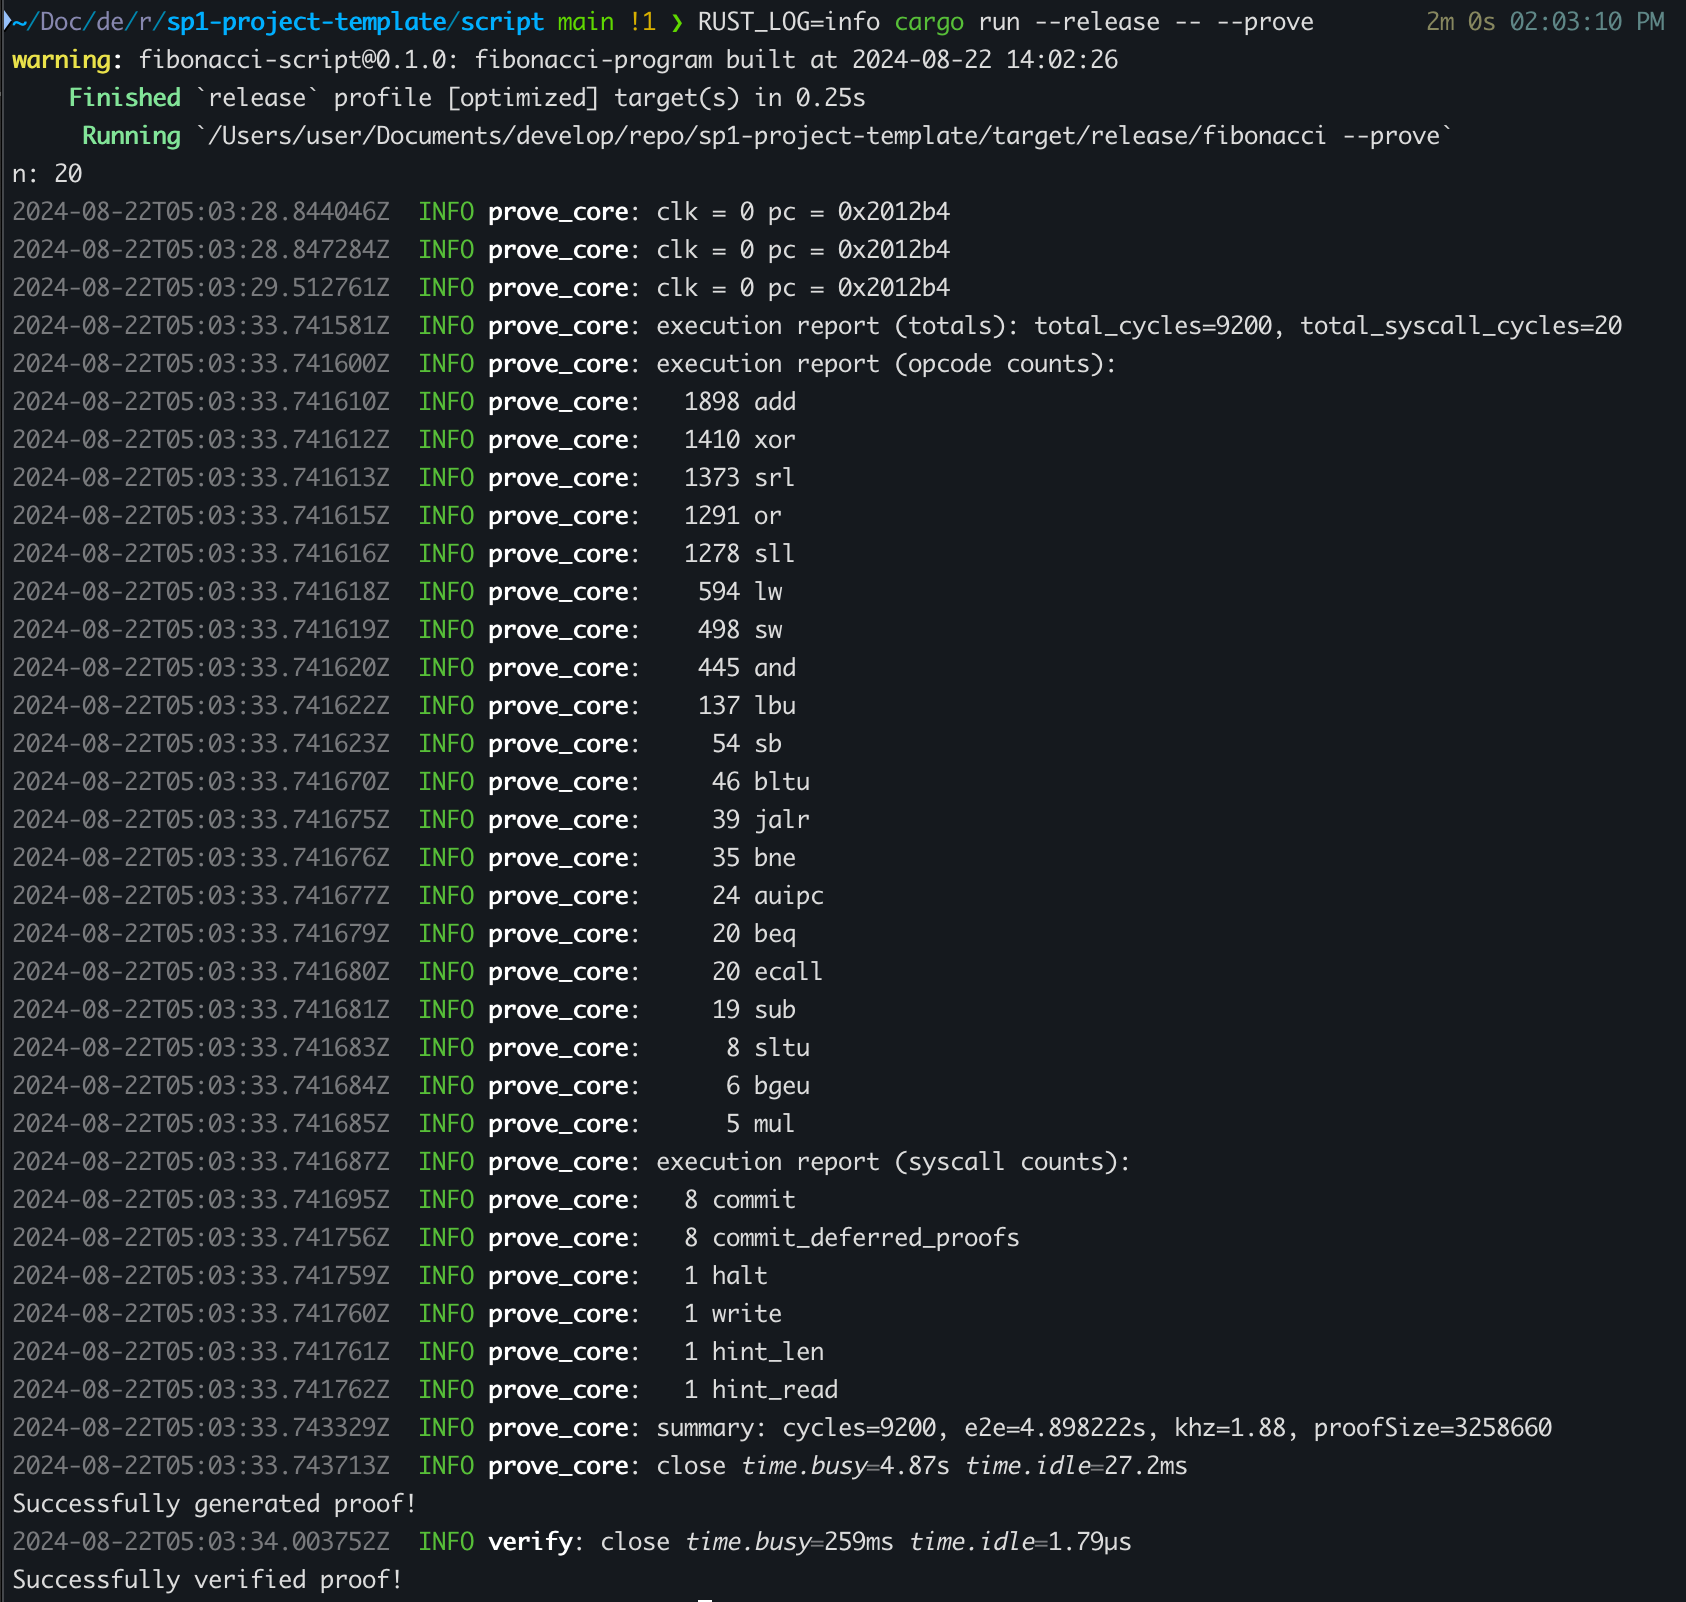 ~/Doc/de/r/sp1-project-template/script main !1 ❯ RUST_LOG=info cargo run --release -- --prove 2m 0s 02:03:10 PM
warning: fibonacci-script@0.1.0: fibonacci-program built at 2024-08-22 14:02:26
Finished `release` profile [optimized] target(s) in 0.25s
Running `/Users/user/Documents/develop/repo/sp1-project-template/target/release/fibonacci --prove`
n: 20
2024-08-22T05:03:28.844046Z INFO prove_core: clk = 0 pc = 0x2012b4
2024-08-22T05:03:28.847284Z INFO prove_core: clk = 0 pc = 0x2012b4
2024-08-22T05:03:29.512761Z INFO prove_core: clk = 0 pc = 0x2012b4
2024-08-22T05:03:33.741581Z INFO prove_core: execution report (totals): total_cycles=9200, total_syscall_cycles=20
2024-08-22T05:03:33.741600Z INFO prove_core: execution report (opcode counts):
2024-08-22T05:03:33.741610Z INFO prove_core: 1898 add
2024-08-22T05:03:33.741612Z INFO prove_core: 1410 xor
2024-08-22T05:03:33.741613Z INFO prove_core: 1373 srl
2024-08-22T05:03:33.741615Z INFO prove_core: 1291 or
2024-08-22T05:03:33.741616Z INFO prove_core: 1278 sll
2024-08-22T05:03:33.741618Z INFO prove_core: 594 lw
2024-08-22T05:03:33.741619Z INFO prove_core: 498 sw
2024-08-22T05:03:33.741620Z INFO prove_core: 445 and
2024-08-22T05:03:33.741622Z INFO prove_core: 137 lbu
2024-08-22T05:03:33.741623Z INFO prove_core: 54 sb
2024-08-22T05:03:33.741670Z INFO prove_core: 46 bltu
2024-08-22T05:03:33.741675Z INFO prove_core: 39 jalr
2024-08-22T05:03:33.741676Z INFO prove_core: 35 bne
2024-08-22T05:03:33.741677Z INFO prove_core: 24 auipc
2024-08-22T05:03:33.741679Z INFO prove_core: 20 beq
2024-08-22T05:03:33.741680Z INFO prove_core: 20 ecall
2024-08-22T05:03:33.741681Z INFO prove_core: 19 sub
2024-08-22T05:03:33.741683Z INFO prove_core: 8 sltu
2024-08-22T05:03:33.741684Z INFO prove_core: 6 bgeu
2024-08-22T05:03:33.741685Z INFO prove_core: 5 mul
2024-08-22T05:03:33.741687Z INFO prove_core: execution report (syscall counts):
2024-08-22T05:03:33.741695Z INFO prove_core: 8 commit
2024-08-22T05:03:33.741756Z INFO prove_core: 8 commit_deferred_proofs
2024-08-22T05:03:33.741759Z INFO prove_core: 1 halt
2024-08-22T05:03:33.741760Z INFO prove_core: 1 write
2024-08-22T05:03:33.741761Z INFO prove_core: 1 hint_len
2024-08-22T05:03:33.741762Z INFO prove_core: 1 hint_read
2024-08-22T05:03:33.743329Z INFO prove_core: summary: cycles=9200, e2e=4.898222s, khz=1.88, proofSize=3258660
2024-08-22T05:03:33.743713Z INFO prove_core: close time.busy=4.87s time.idle=27.2ms
Successfully generated proof!
2024-08-22T05:03:34.003752Z INFO verify: close time.busy=259ms time.idle=1.79µs
Successfully verified proof!